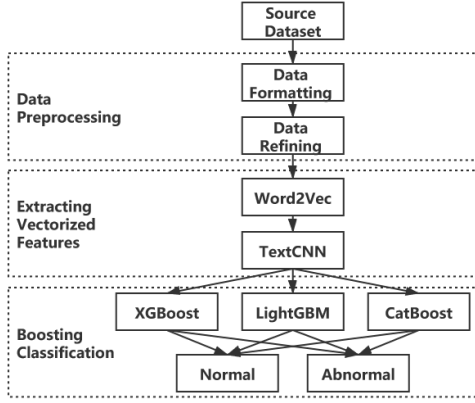 Source
Dataset
Data
Preprocessing
Data
Formatting
Data
Refining
Extracting
Vectorized
Features
Word2Vec
TextCNN
Boosting
Classification
XGBoost
LightGBM
CatBoost
Normal
Abnormal